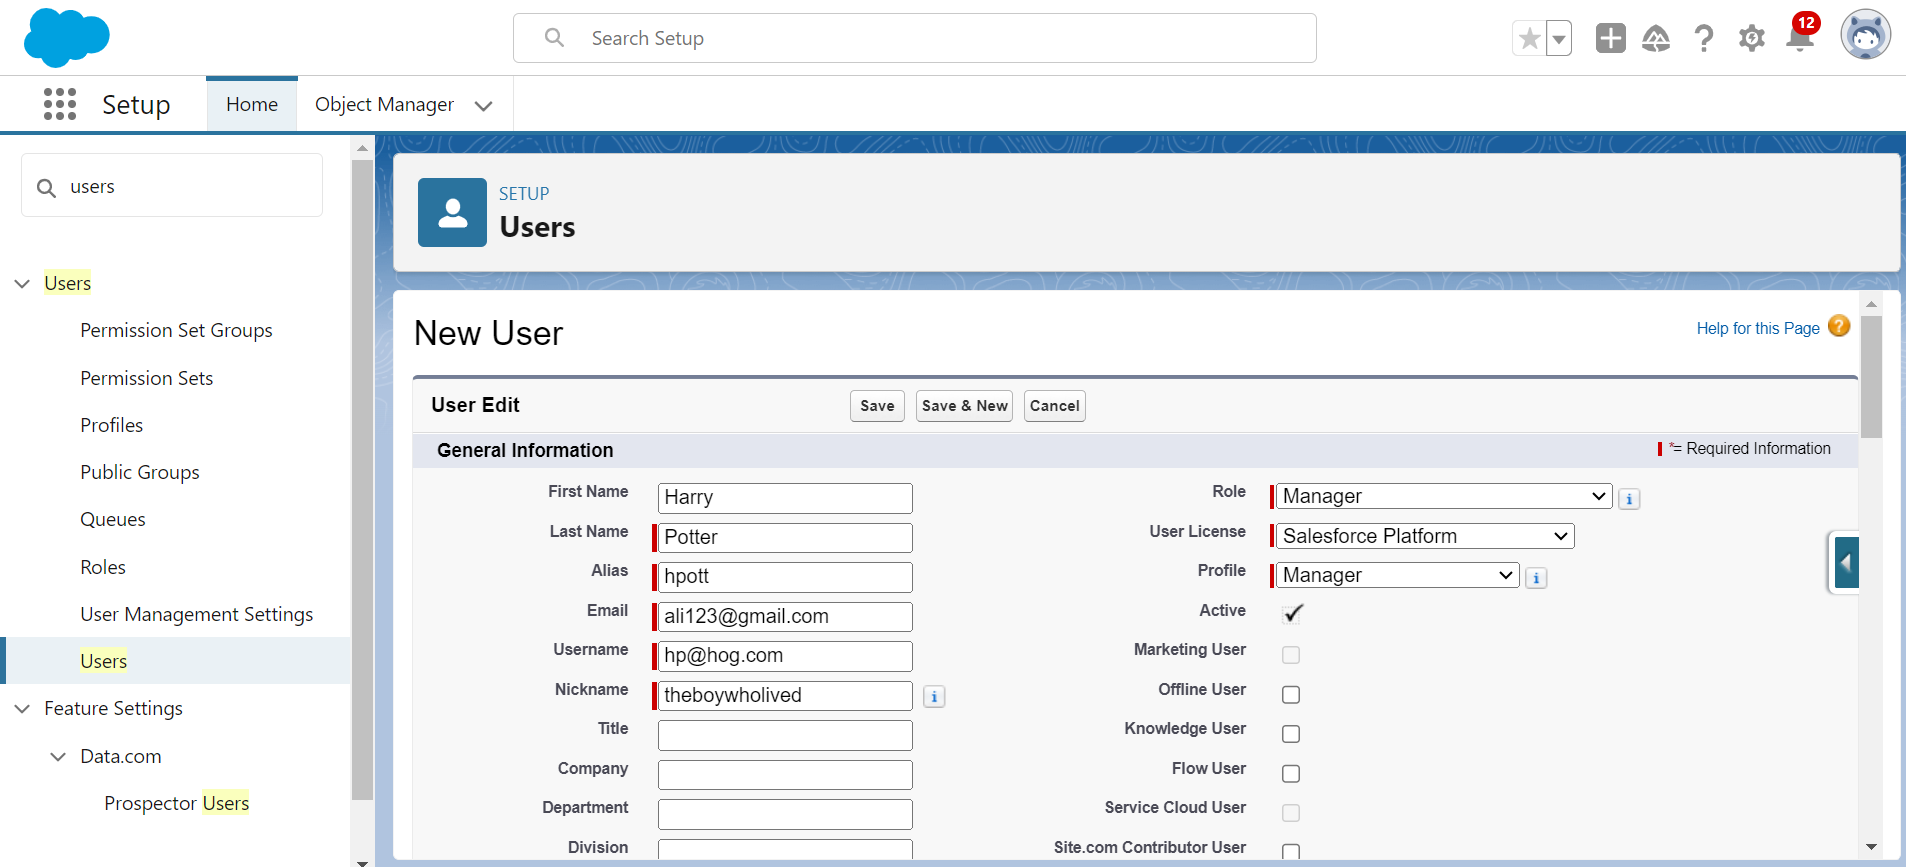 Search Setup
12
Setup
Home
Object Manager
users
Users
Permission Set Groups
Permission Sets
Profiles
Public Groups
Queues
Roles
User Management Settings
Users
Feature Settings
Data.com
Prospector Users
SETUP
Users
New User
Help for this Page ?
User Edit
Save
Save & New
Cancel
General Information
*= Required Information
First Name Harry
Last Name Potter
Alias hpott
Email ali123@gmail.com
Username hp@hog.com
Nickname theboywholived i
Title
Company
Department
Division
Role Manager i
User License Salesforce Platform
Profile Manager i
Active
Marketing User
Offline User
Knowledge User
Flow User
Service Cloud User
Site.com Contributor User